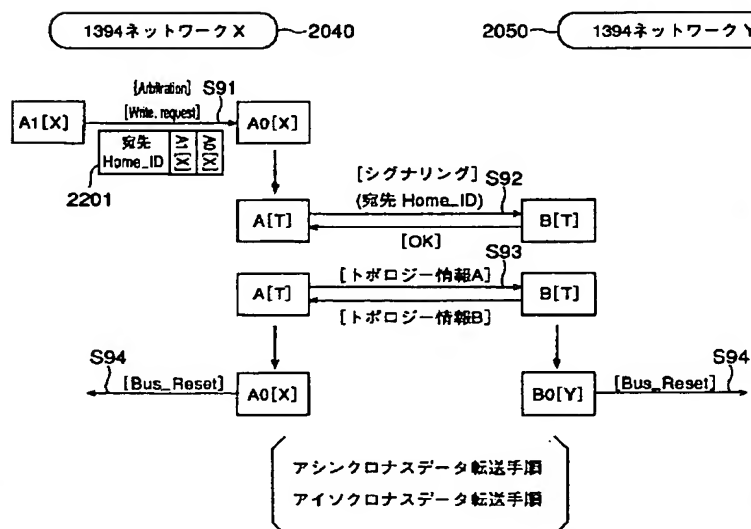 1394ネットワーク X
2040
2050
1394ネットワーク Y
[Arbitration]
S91
[Write. request]
A1[X]
A0[X]
宛先
Home_ID
A1[X]
A0[X]
2201
[シグナリング]
S92
(宛先 Home_ID)
A[T]
B[T]
[OK]
S93
[トポロジー情報A]
A[T]
B[T]
[トポロジー情報B]
S94
[Bus_Reset]
A0[X]
B0[Y]
[Bus_Reset]
S94
アシンクロナスデータ転送手順
アイソクロナスデータ転送手順